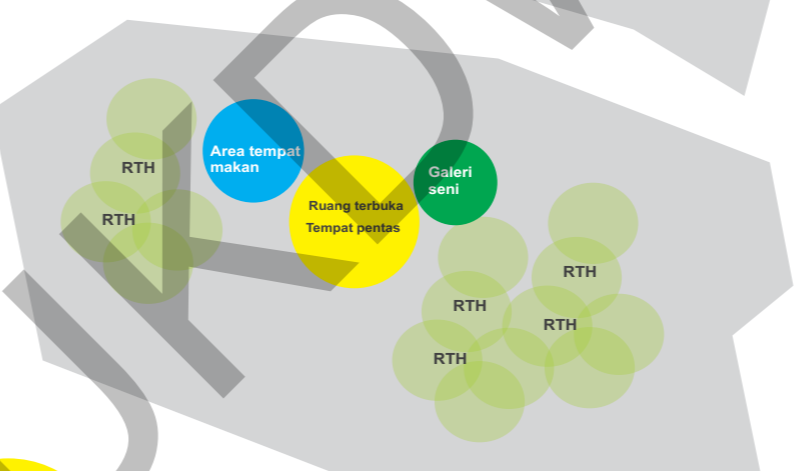 RTH
RTH
Area tempat
makan
Ruang terbuka
Tempat pentas
Galeri
seni
RTH
RTH
RTH
RTH